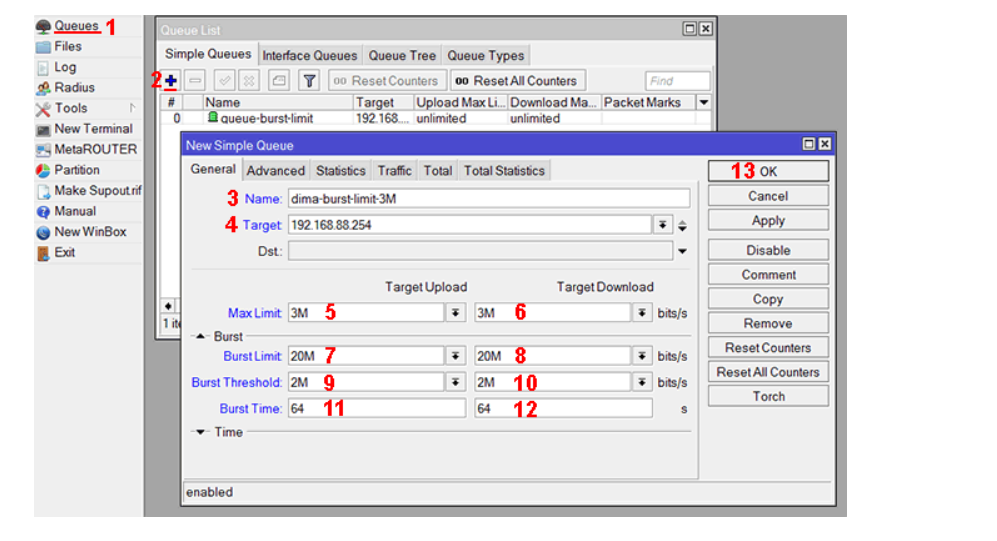 Queues 1
Files
Log
Radius
Tools
New Terminal
MetaROUTER
Partition
Make Supout.rif
Manual
New WinBox
Exit
Queue List
Simple Queues Interface Queues Queue Tree Queue Types
2 00 Reset Counters 00 Reset All Counters Find
# Name Target Upload Max Li... Download Ma... Packet Marks
0 queue-burst-limit 192.168.... unlimited unlimited
1 ite
New Simple Queue
General Advanced Statistics Traffic Total Total Statistics
3 Name: dima-burst-limit-3M
4 Target: 192.168.88.254
Dst.:
Target Upload Target Download
Max Limit: 3M 5 3M 6 bits/s
Burst
Burst Limit: 20M 7 20M 8 bits/s
Burst Threshold: 2M 9 2M 10 bits/s
Burst Time: 64 11 64 12 s
Time
enabled
13 OK
Cancel
Apply
Disable
Comment
Copy
Remove
Reset Counters
Reset All Counters
Torch